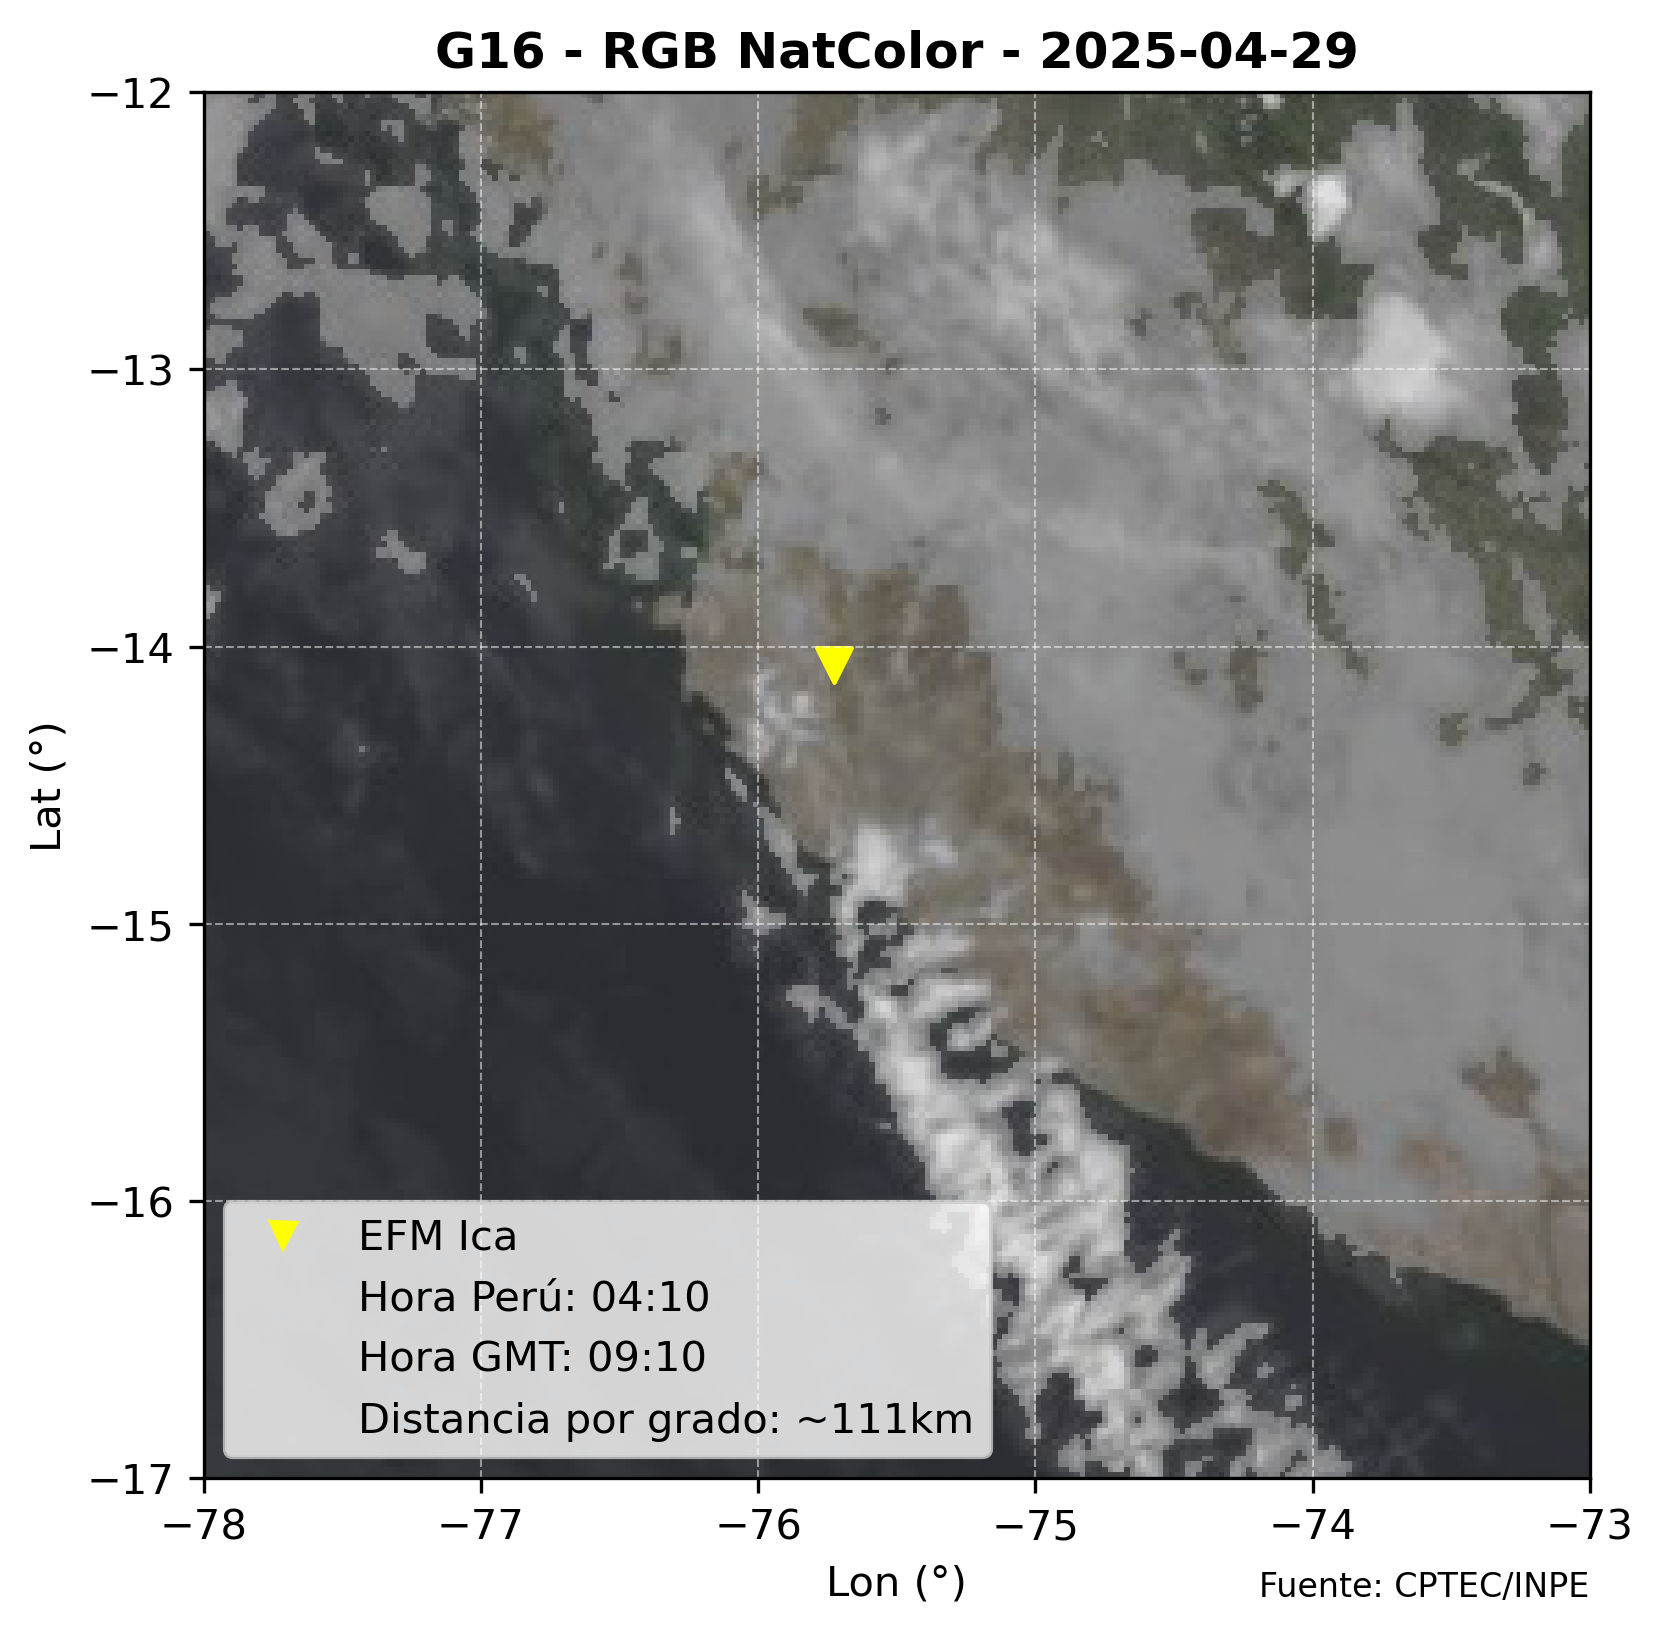 G16 - RGB NatColor - 2025-04-29
−12
−13
−14
−15
−16
−17
Lat (°)
EFM Ica
Hora Perú: 04:10
Hora GMT: 09:10
Distancia por grado: ~111km
−78
−77
−76
−75
−74
−73
Lon (°)
Fuente: CPTEC/INPE